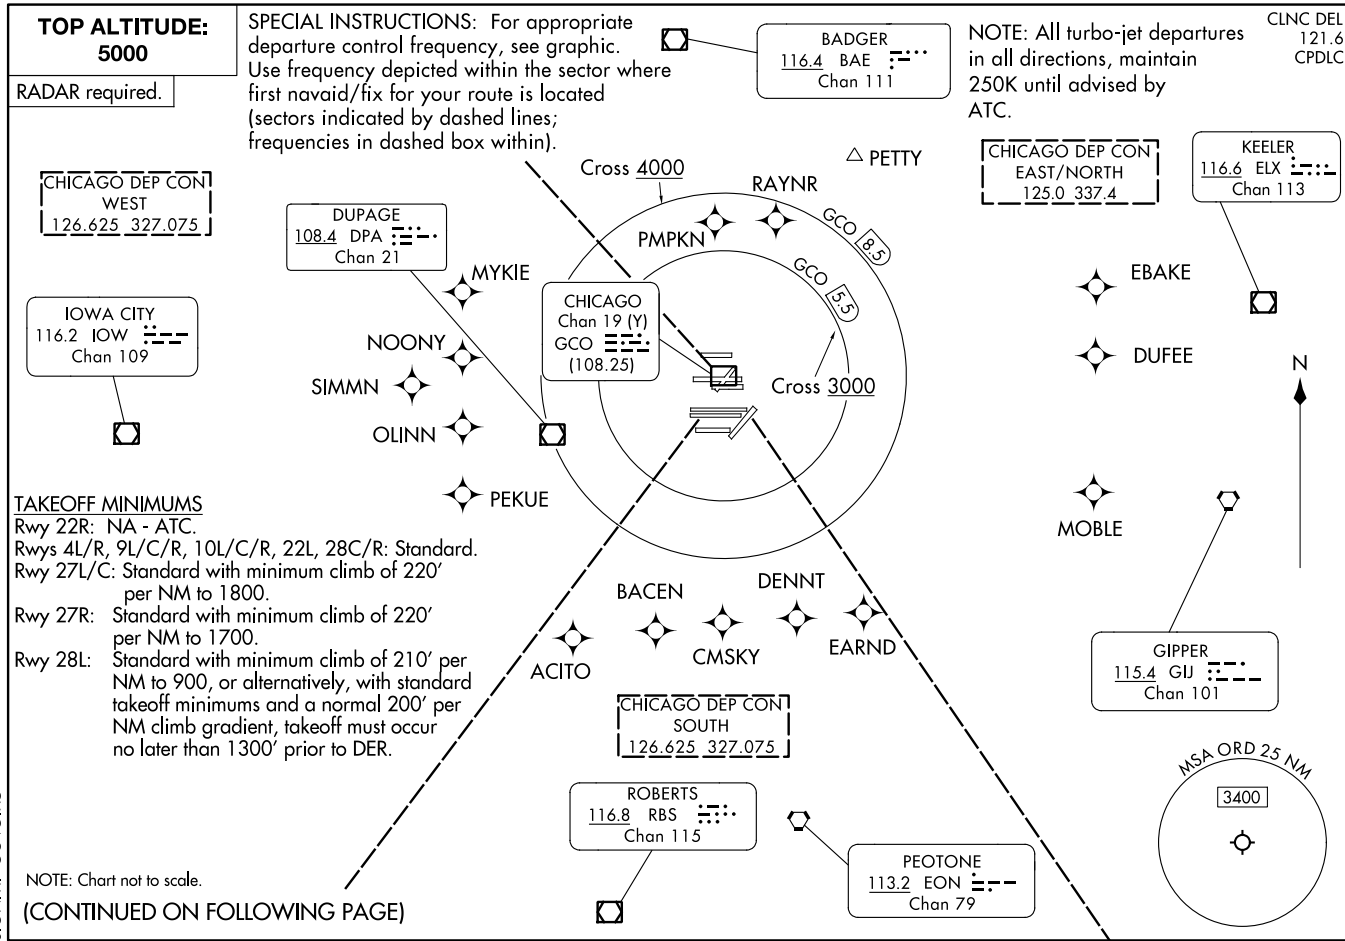 TOP ALTITUDE:
5000
RADAR required.
SPECIAL INSTRUCTIONS: For appropriate
departure control frequency, see graphic.
Use frequency depicted within the sector where
first navaid/fix for your route is located
(sectors indicated by dashed lines;
frequencies in dashed box within).
BADGER
116.4 BAE
Chan 111
NOTE: All turbo-jet departures
in all directions, maintain
250K until advised by
ATC.
CLNC DEL
121.6
CPDLC
CHICAGO DEP CON
WEST
126.625 327.075
DUPAGE
108.4 DPA
Chan 21
Cross 4000
PETTY
RAYNR
PMPKN
GCO 8.5
GCO 5.5
CHICAGO DEP CON
EAST/NORTH
125.0 337.4
KEELER
116.6 ELX
Chan 113
IOWA CITY
116.2 IOW
Chan 109
MYKIE
NOONY
SIMMN
OLINN
PEKUE
CHICAGO
Chan 19 (Y)
GCO
(108.25)
Cross 3000
EBAKE
DUFEE
MOBLE
N
TAKEOFF MINIMUMS
Rwy 22R: NA - ATC.
Rwys 4L/R, 9L/C/R, 10L/C/R, 22L, 28C/R: Standard.
Rwy 27L/C: Standard with minimum climb of 220'
per NM to 1800.
Rwy 27R: Standard with minimum climb of 220'
per NM to 1700.
Rwy 28L: Standard with minimum climb of 210' per
NM to 900, or alternatively, with standard
takeoff minimums and a normal 200' per
NM climb gradient, takeoff must occur
no later than 1300' prior to DER.
ACITO
BACEN
CMSKY
DENNT
EARND
CHICAGO DEP CON
SOUTH
126.625 327.075
GIPPER
115.4 GIJ
Chan 101
ROBERTS
116.8 RBS
Chan 115
PEOTONE
113.2 EON
Chan 79
MSA ORD 25 NM
3400
NOTE: Chart not to scale.
(CONTINUED ON FOLLOWING PAGE)